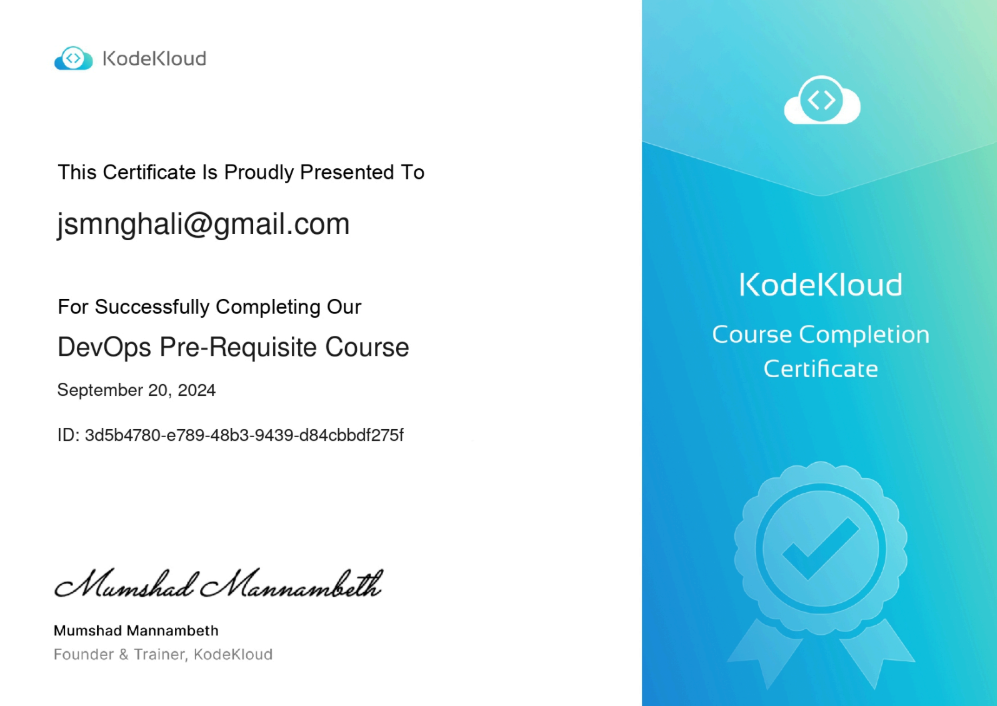 KodeKloud
This Certificate Is Proudly Presented To
jsmnghali@gmail.com
For Successfully Completing Our
DevOps Pre-Requisite Course
September 20, 2024
ID: 3d5b4780-e789-48b3-9439-d84cbbdf275f
Mumshad Mannambeth
Mumshad Mannambeth
Founder & Trainer, KodeKloud
KodeKloud
Course Completion
Certificate